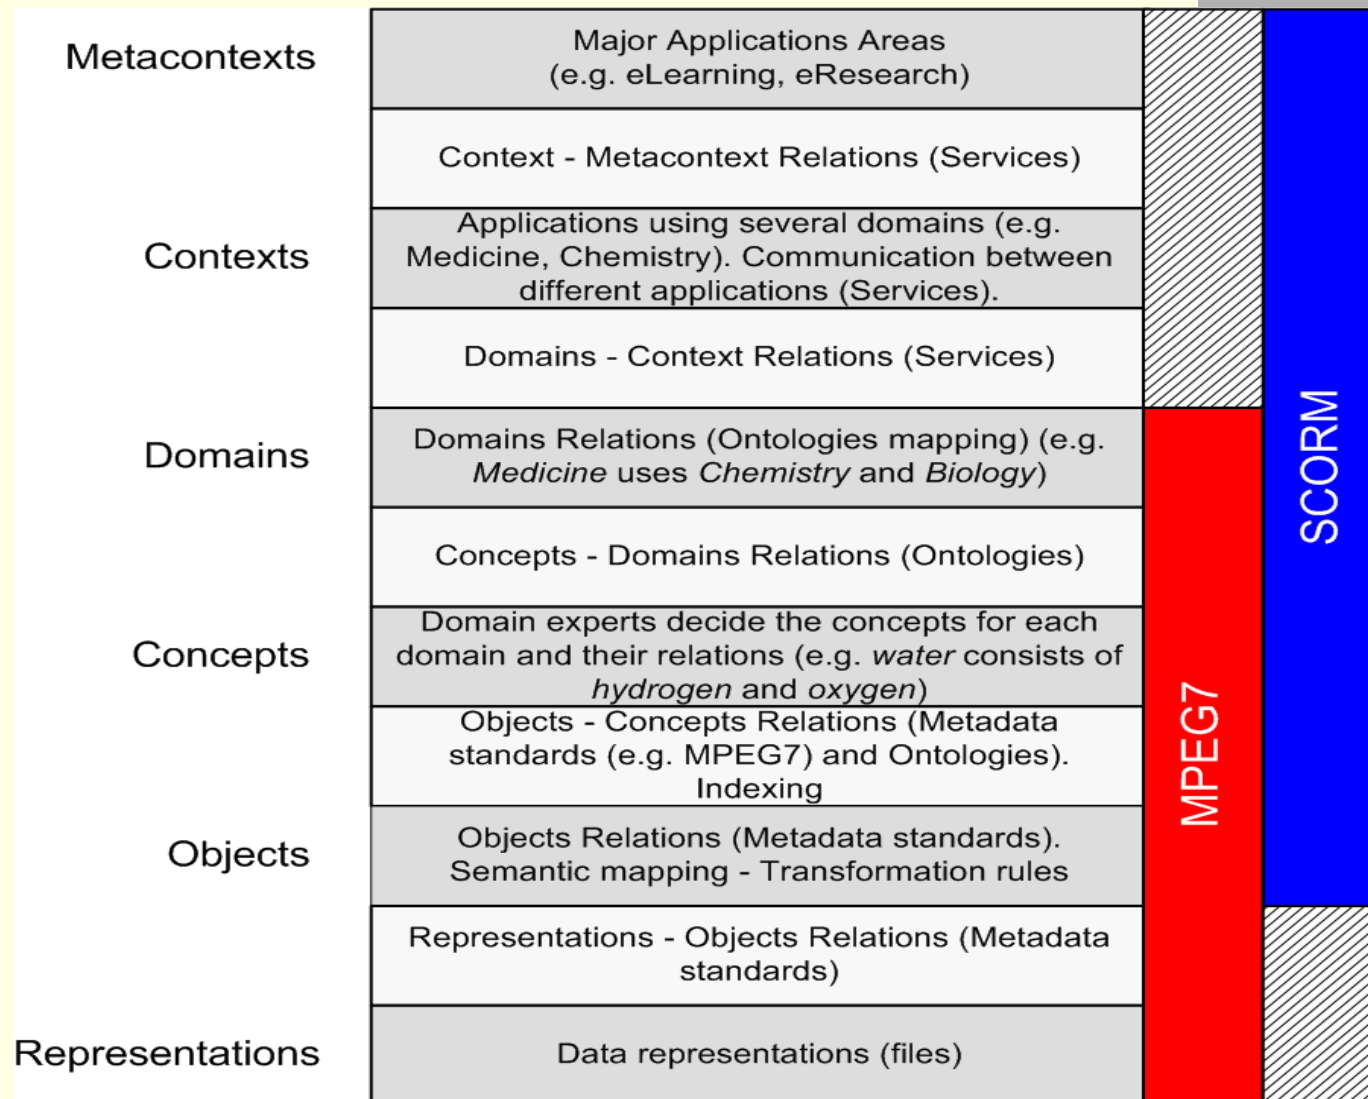 Metacontexts
Major Applications Areas
(e.g. eLearning, eResearch)
Context - Metacontext Relations (Services)
Contexts
Applications using several domains (e.g.
Medicine, Chemistry). Communication between
different applications (Services).
Domains - Context Relations (Services)
Domains
Domains Relations (Ontologies mapping) (e.g.
Medicine uses Chemistry and Biology)
Concepts - Domains Relations (Ontologies)
Concepts
Domain experts decide the concepts for each
domain and their relations (e.g. water consists of
hydrogen and oxygen)
Objects - Concepts Relations (Metadata
standards (e.g. MPEG7) and Ontologies).
Indexing
Objects
Objects Relations (Metadata standards).
Semantic mapping - Transformation rules
Representations - Objects Relations (Metadata
standards)
Representations
Data representations (files)
MPEG7
SCORM